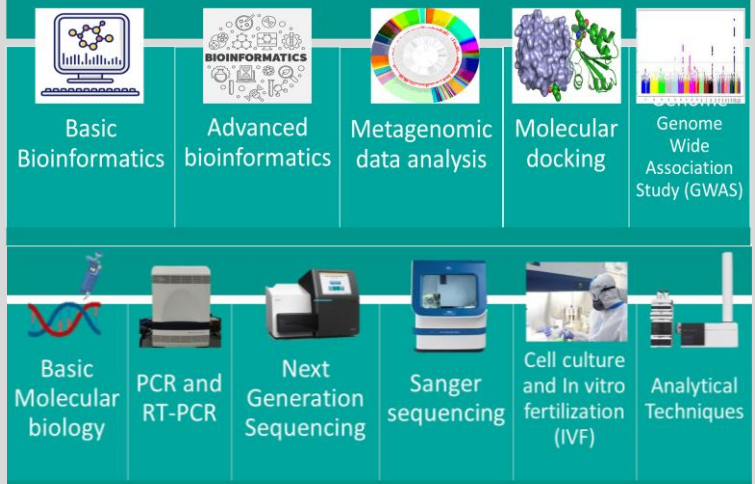 BIOINFORMATICS
Basic
Bioinformatics
Advanced
bioinformatics
Metagenomic
data analysis
Molecular
docking
Genome
Genome
Wide
Association
Study (GWAS)
Basic
Molecular
biology
PCR and
RT-PCR
Next
Generation
Sequencing
Sanger
sequencing
Cell culture
and In vitro
fertilization
(IVF)
Analytical
Techniques